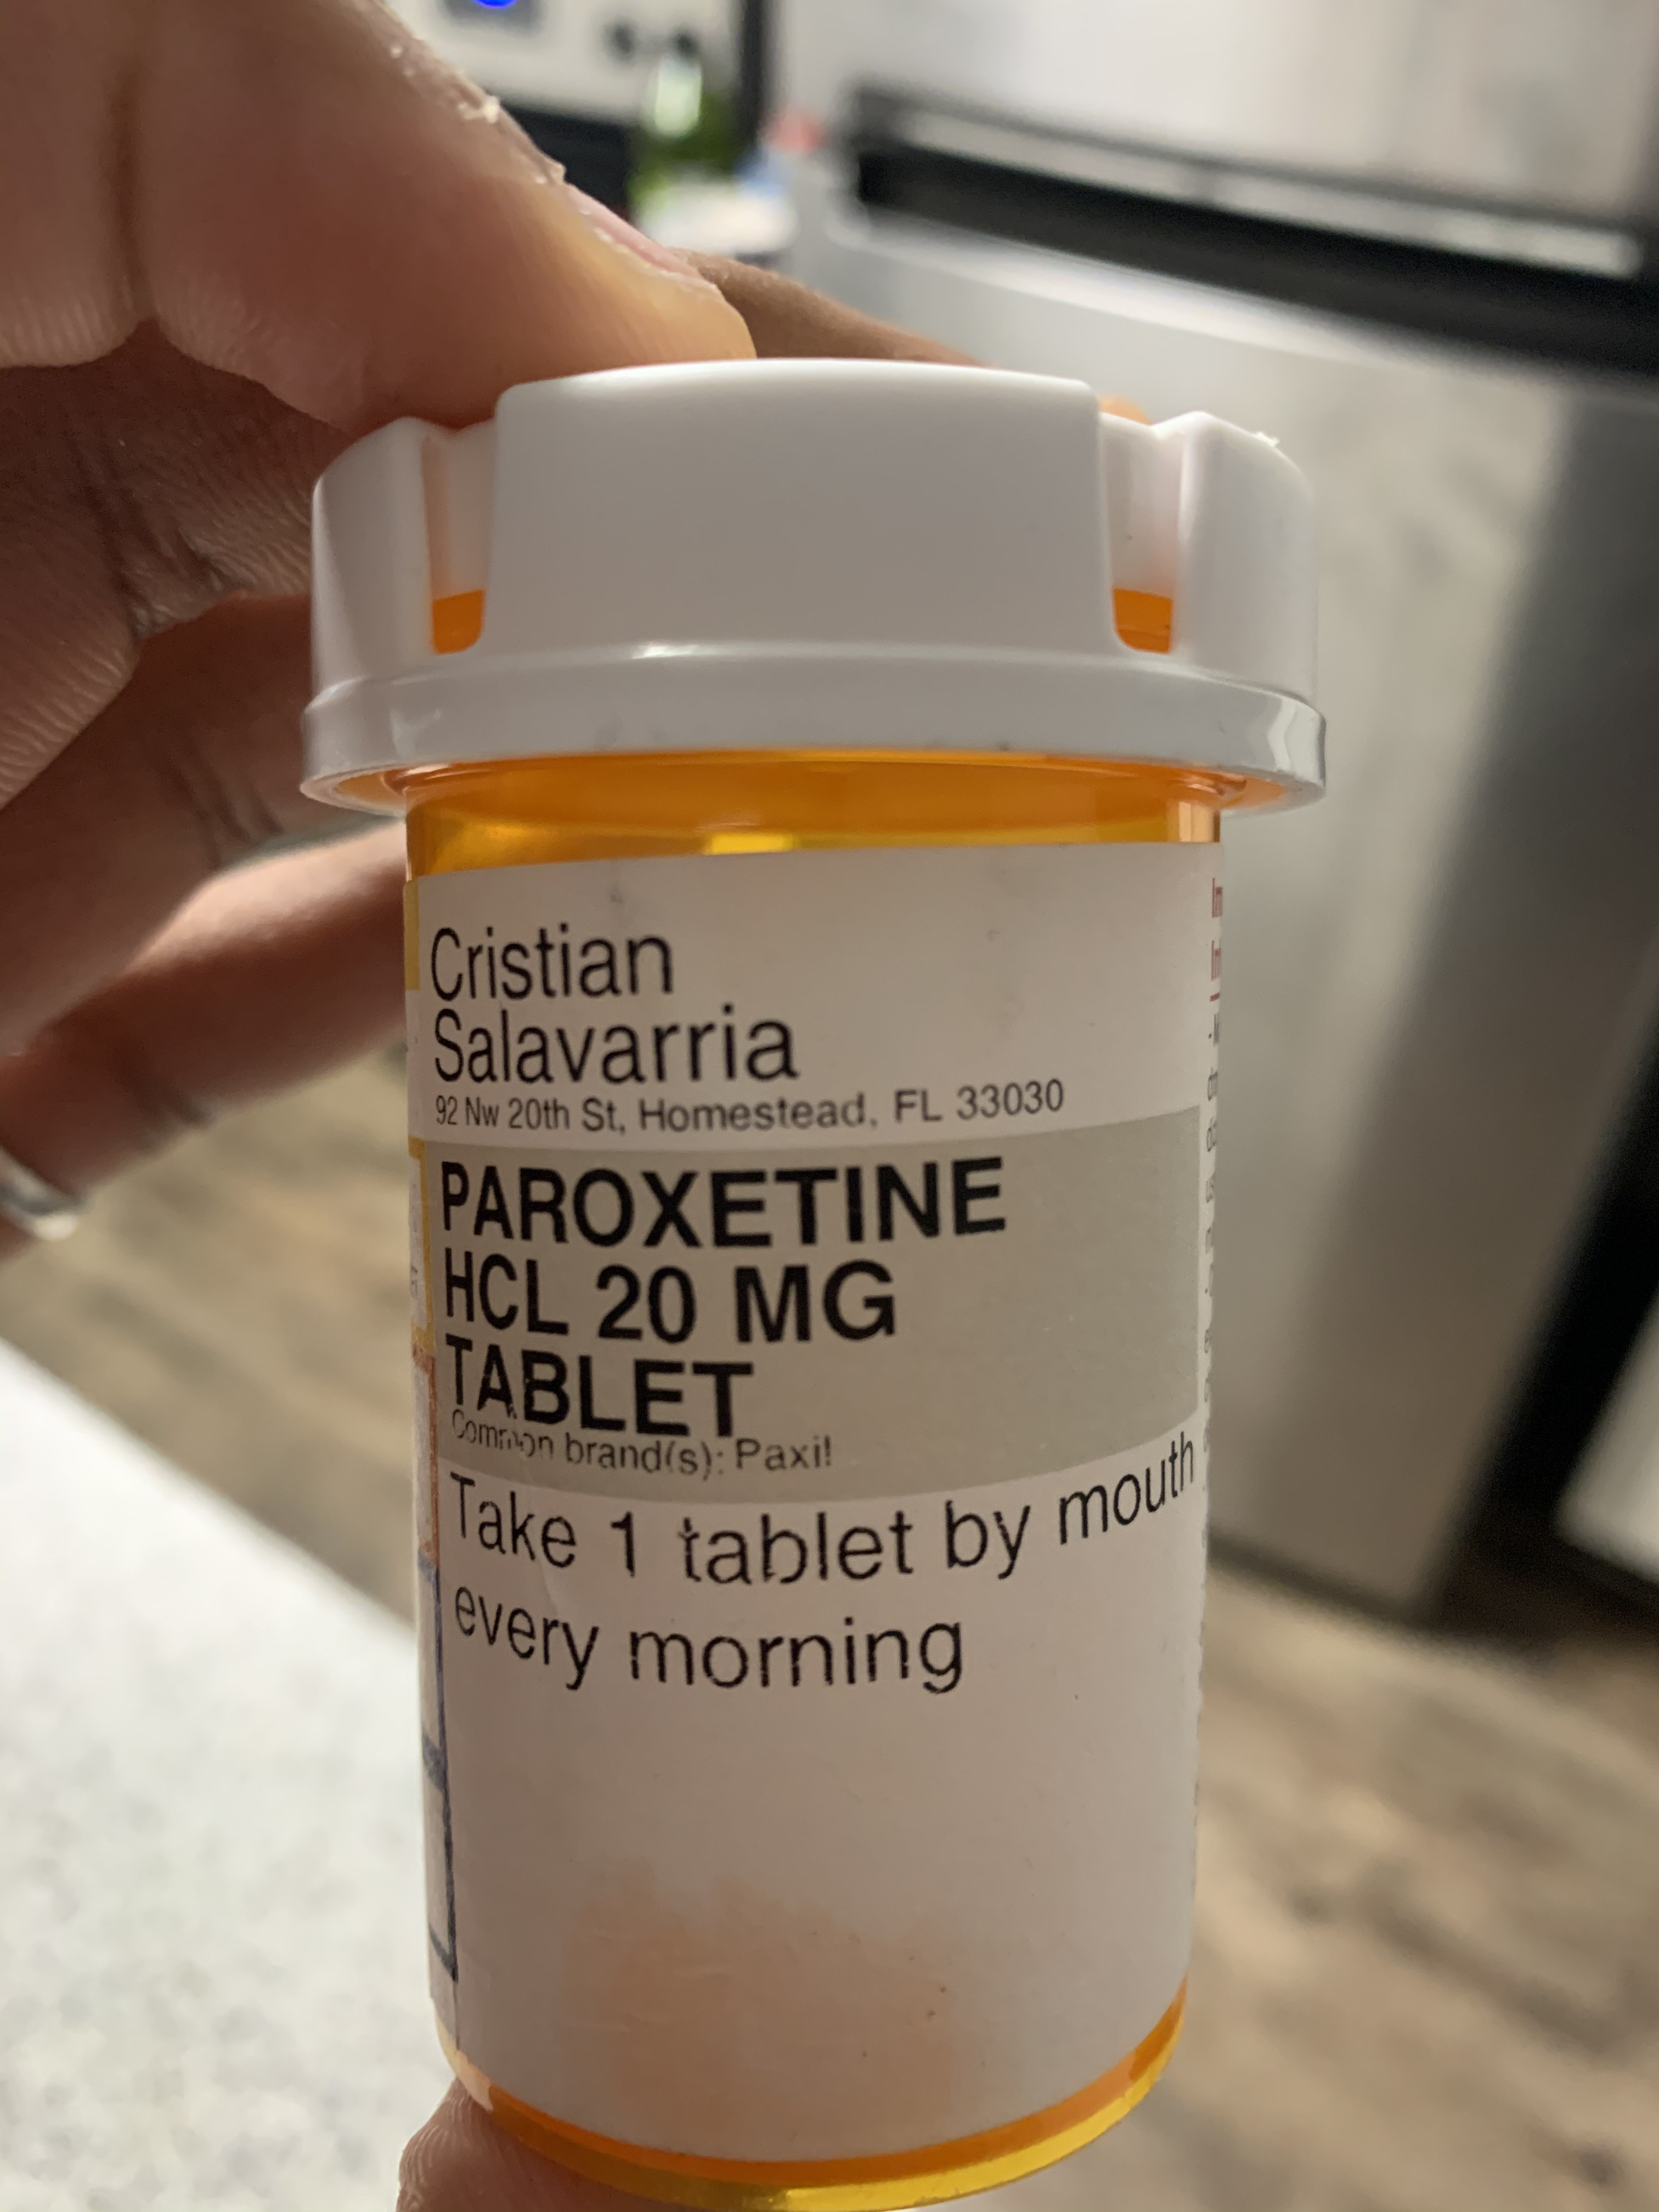 Cristian
Salavarria
92 Nw 20th St, Homestead, FL 33030
PAROXETINE
HCL 20 MG
TABLET
Common brand(s): Paxil
Take 1 tablet by mouth
every morning